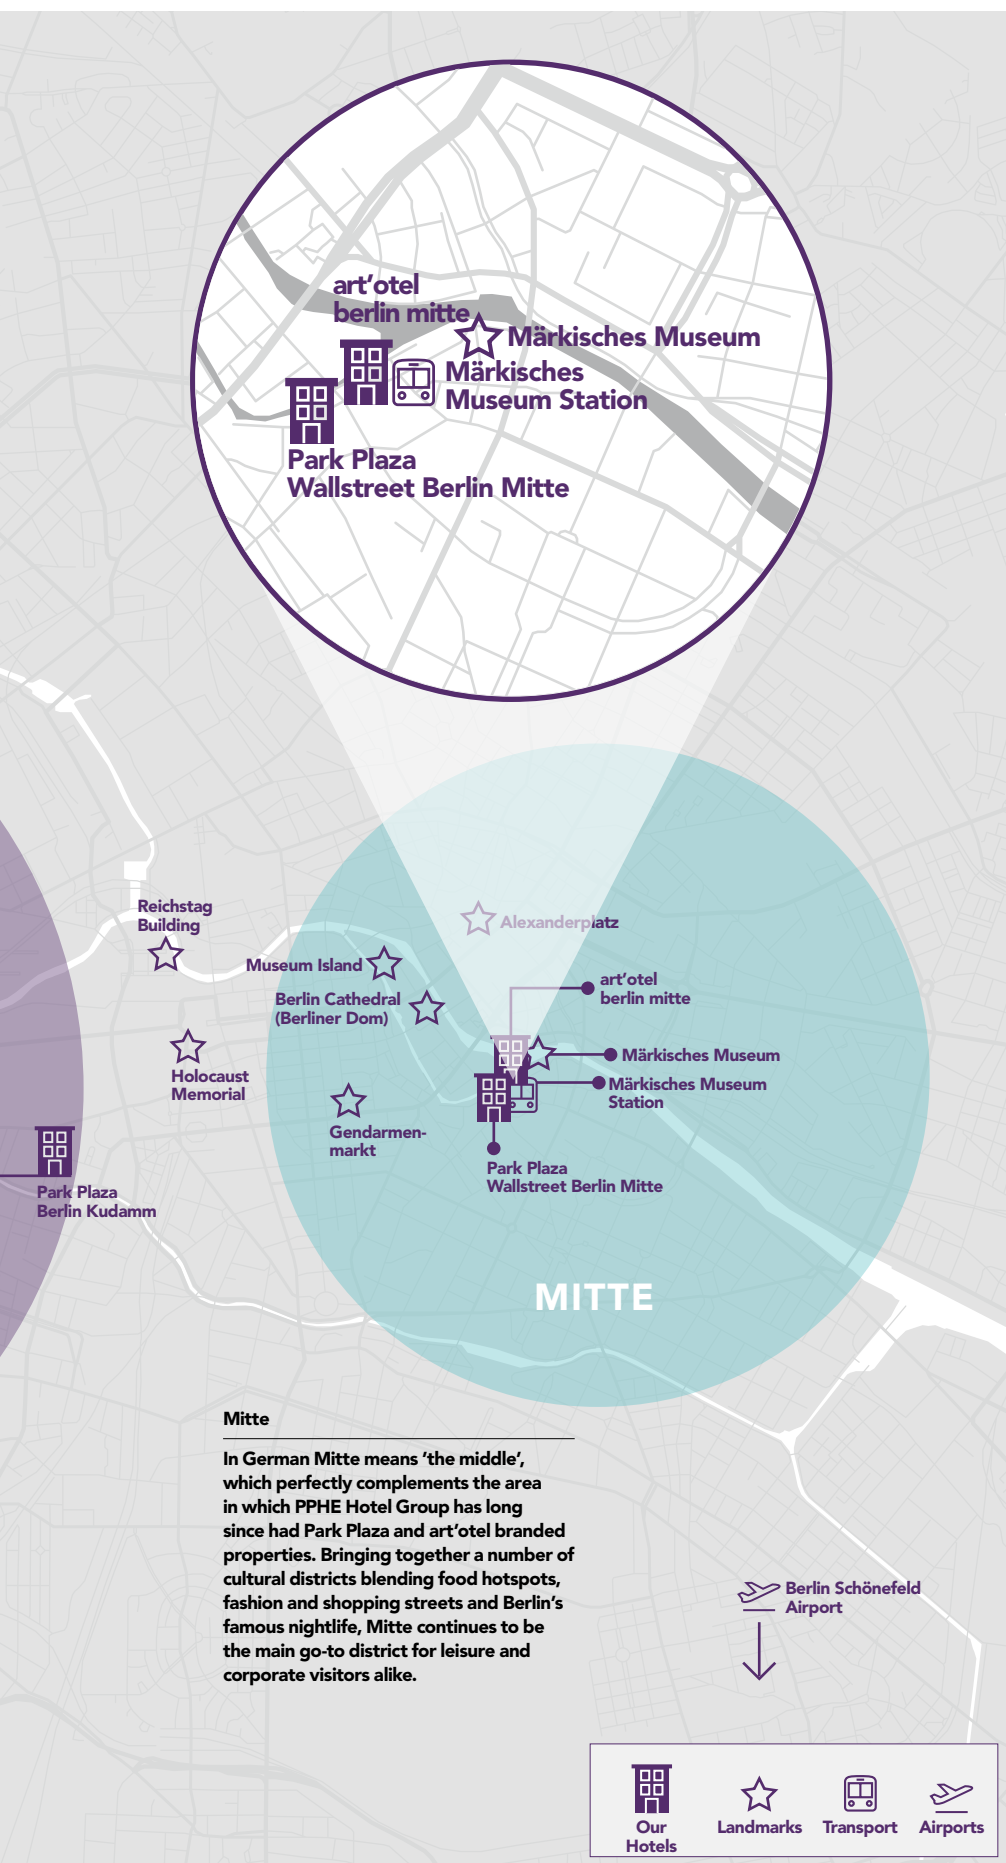 art’otel
berlin mitte
Märkisches Museum
Märkisches
Museum Station
Park Plaza
Wallstreet Berlin Mitte
Reichstag
Building
Alexanderplatz
Museum Island
art’otel
berlin mitte
Berlin Cathedral
(Berliner Dom)
Märkisches Museum
Holocaust
Memorial
Märkisches Museum
Station
Gendarmen-
markt
Park Plaza
Wallstreet Berlin Mitte
Park Plaza
Berlin Kudamm
MITTE
Mitte
In German Mitte means ‘the middle’,
which perfectly complements the area
in which PPHE Hotel Group has long
since had Park Plaza and art’otel branded
properties. Bringing together a number of
cultural districts blending food hotspots,
fashion and shopping streets and Berlin’s
famous nightlife, Mitte continues to be
the main go-to district for leisure and
corporate visitors alike.
Berlin Schönefeld
Airport
Our
Hotels
Landmarks
Transport
Airports